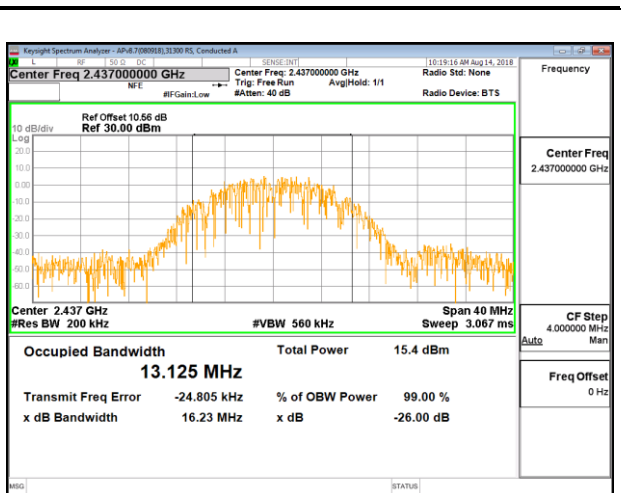 Keysight Spectrum Analyzer - APv8.7(080918),31300 RS, Conducted A
L RF 50 Ω DC SENSE:INT 10:19:16 AM Aug 14, 2018
Center Freq 2.437000000 GHz Center Freq: 2.437000000 GHz Radio Std: None Frequency
NFE Trig: Free Run Avg|Hold: 1/1
#IFGain:Low #Atten: 40 dB Radio Device: BTS
Ref Offset 10.56 dB
10 dB/div Ref 30.00 dBm
Log
20.0
10.0
0.00
-10.0
-20.0
-30.0
-40.0
-50.0
-60.0
Center Freq
2.437000000 GHz
Center 2.437 GHz Span 40 MHz
#Res BW 200 kHz #VBW 560 kHz Sweep 3.067 ms
CF Step
4.000000 MHz
Auto Man
Occupied Bandwidth Total Power 15.4 dBm
13.125 MHz
Freq Offset
0 Hz
Transmit Freq Error -24.805 kHz % of OBW Power 99.00 %
x dB Bandwidth 16.23 MHz x dB -26.00 dB
MSG STATUS